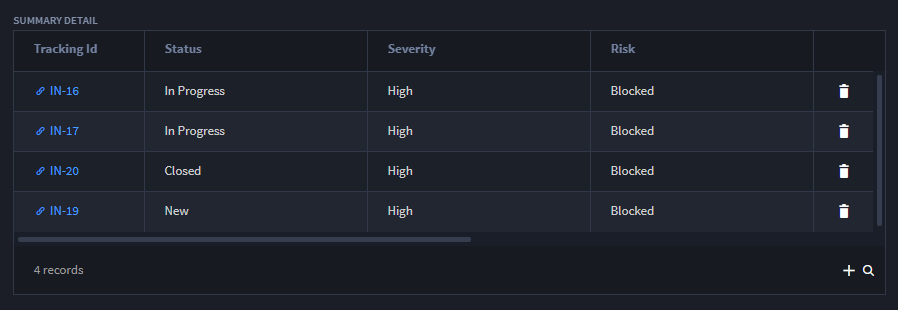 SUMMARY DETAIL
Tracking Id Status Severity Risk
IN-16 In Progress High Blocked
IN-17 In Progress High Blocked
IN-20 Closed High Blocked
IN-19 New High Blocked
4 records